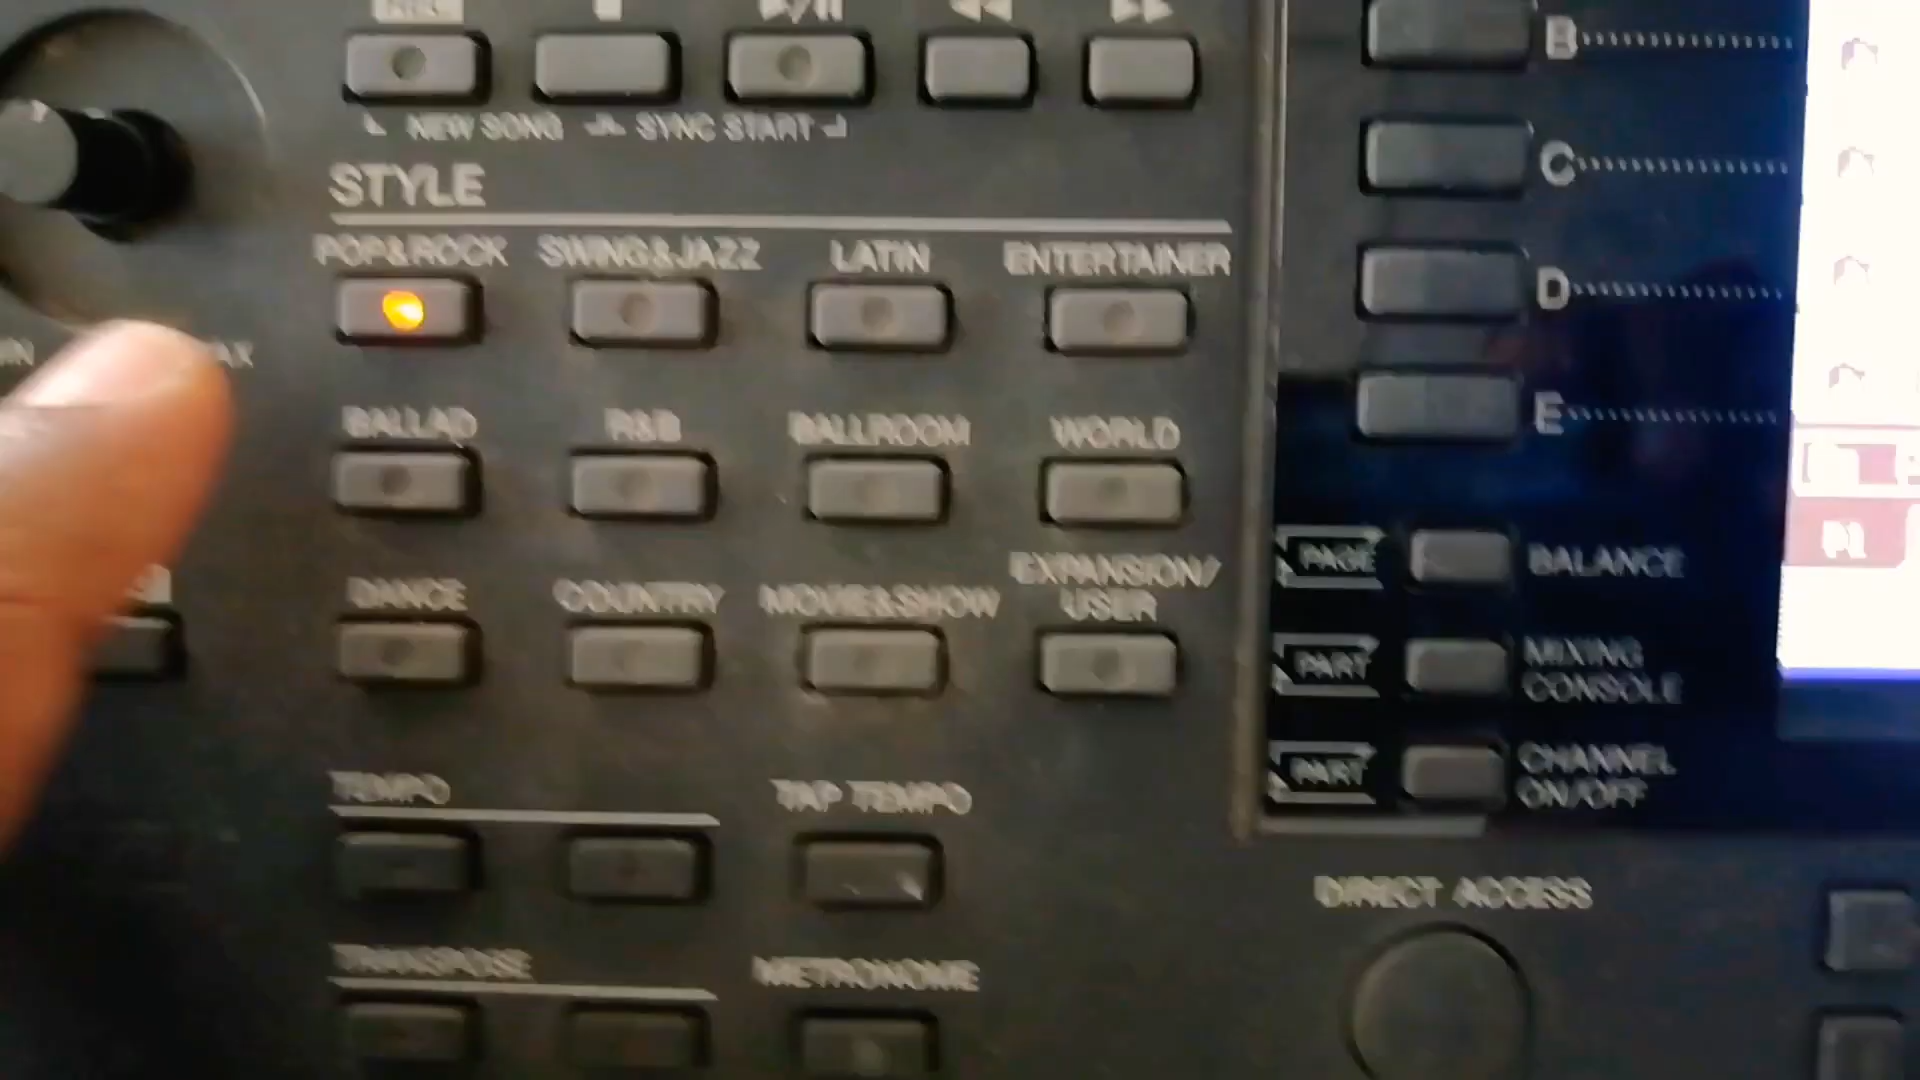 B
NEW SONG SYNC START
C
STYLE
POP&ROCK SWING&JAZZ LATIN ENTERTAINER
D
BALLAD R&B BALLROOM WORLD
E
PAGE BALANCE
DANCE COUNTRY MOVIE&SHOW EXPANSION/
USER
PART MIXING
CONSOLE
PART CHANNEL
ON/OFF
TEMPO TAP TEMPO
DIRECT ACCESS
TRANSPOSE METRONOME